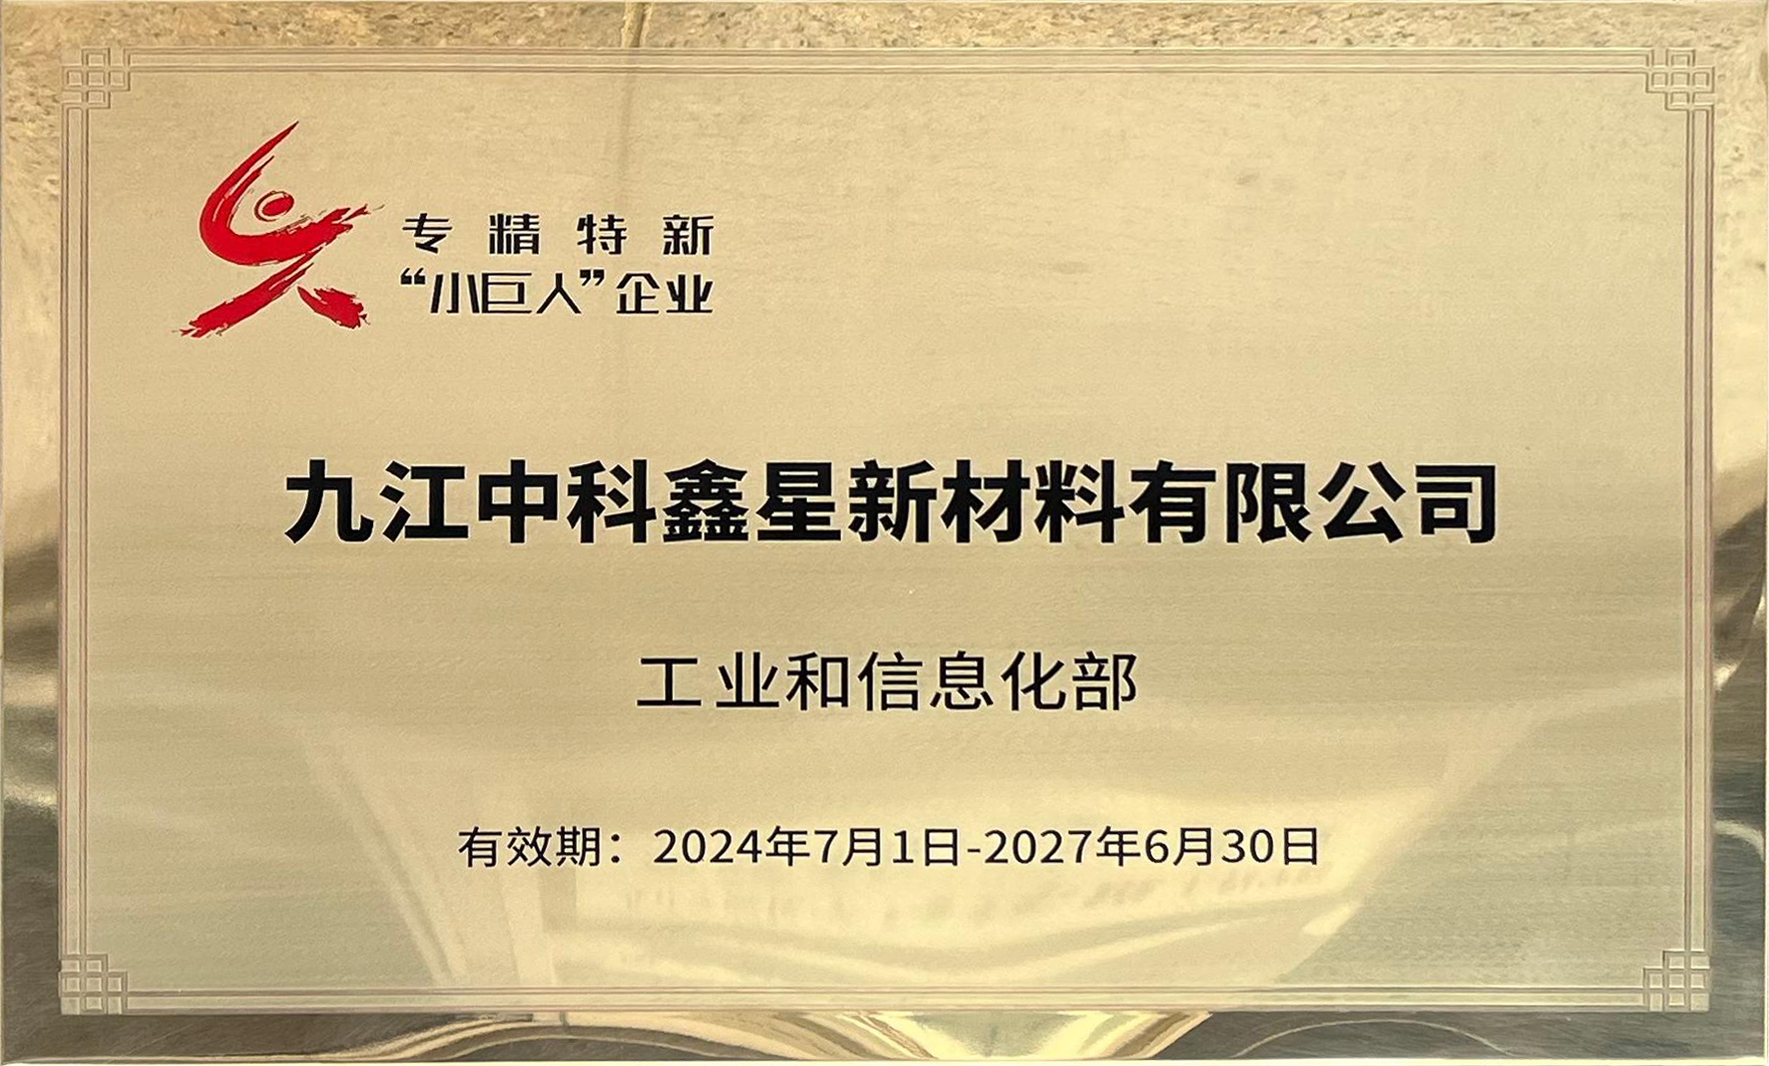 专精特新
“小巨人”企业
九江中科鑫星新材料有限公司
工业和信息化部
有效期：2024年7月1日-2027年6月30日